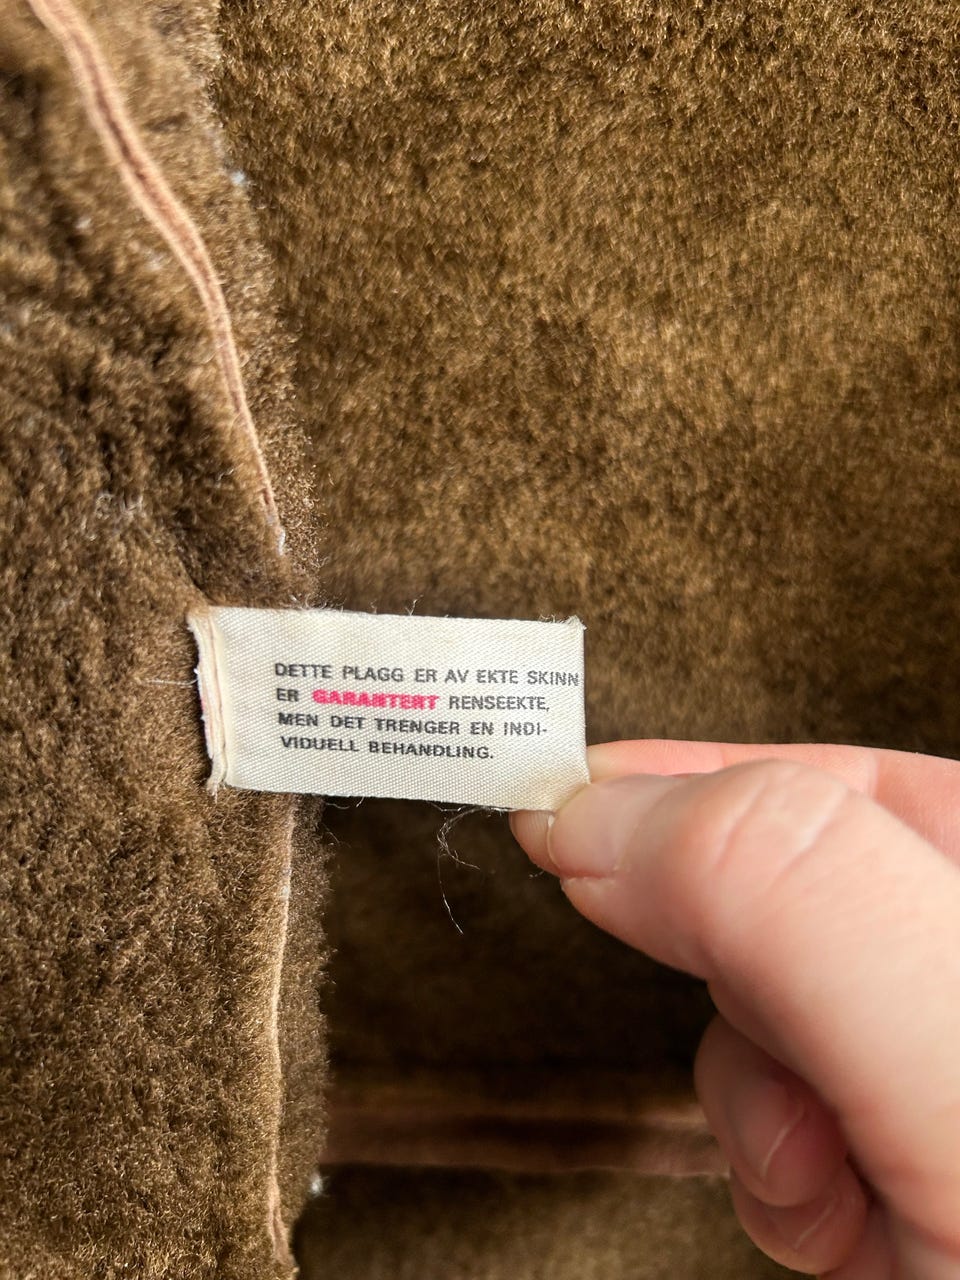 DETTE PLAGG ER AV EKTE SKINN
ER GARANTERT RENSEEKTE,
MEN DET TRENGER EN INDI-
VIDUELL BEHANDLING.